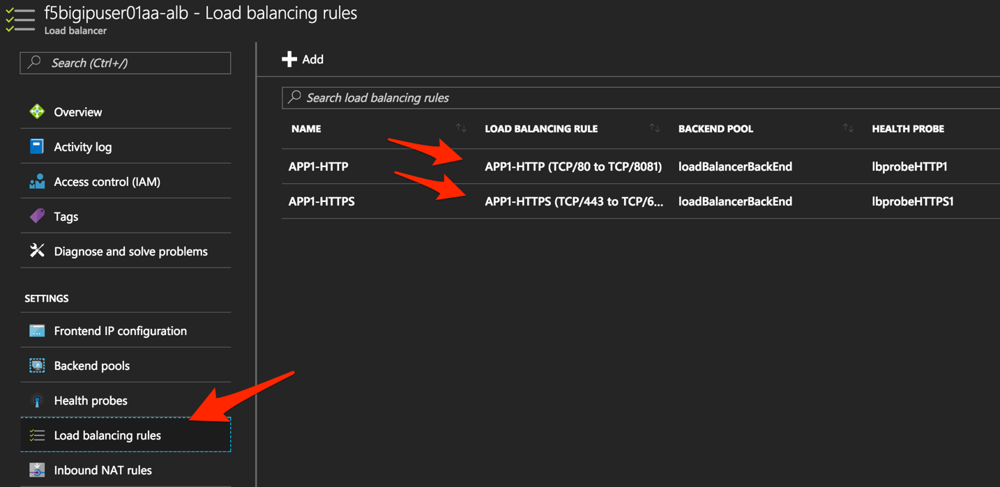 f5bigipuser01aa-alb - Load balancing rules
Load balancer
Search (Ctrl+/)
Overview
Activity log
Access control (IAM)
Tags
Diagnose and solve problems
SETTINGS
Frontend IP configuration
Backend pools
Health probes
Load balancing rules
Inbound NAT rules
Add
Search load balancing rules
NAME LOAD BALANCING RULE BACKEND POOL HEALTH PROBE
APP1-HTTP APP1-HTTP (TCP/80 to TCP/8081) loadBalancerBackEnd lbprobeHTTP1
APP1-HTTPS APP1-HTTPS (TCP/443 to TCP/6... loadBalancerBackEnd lbprobeHTTPS1